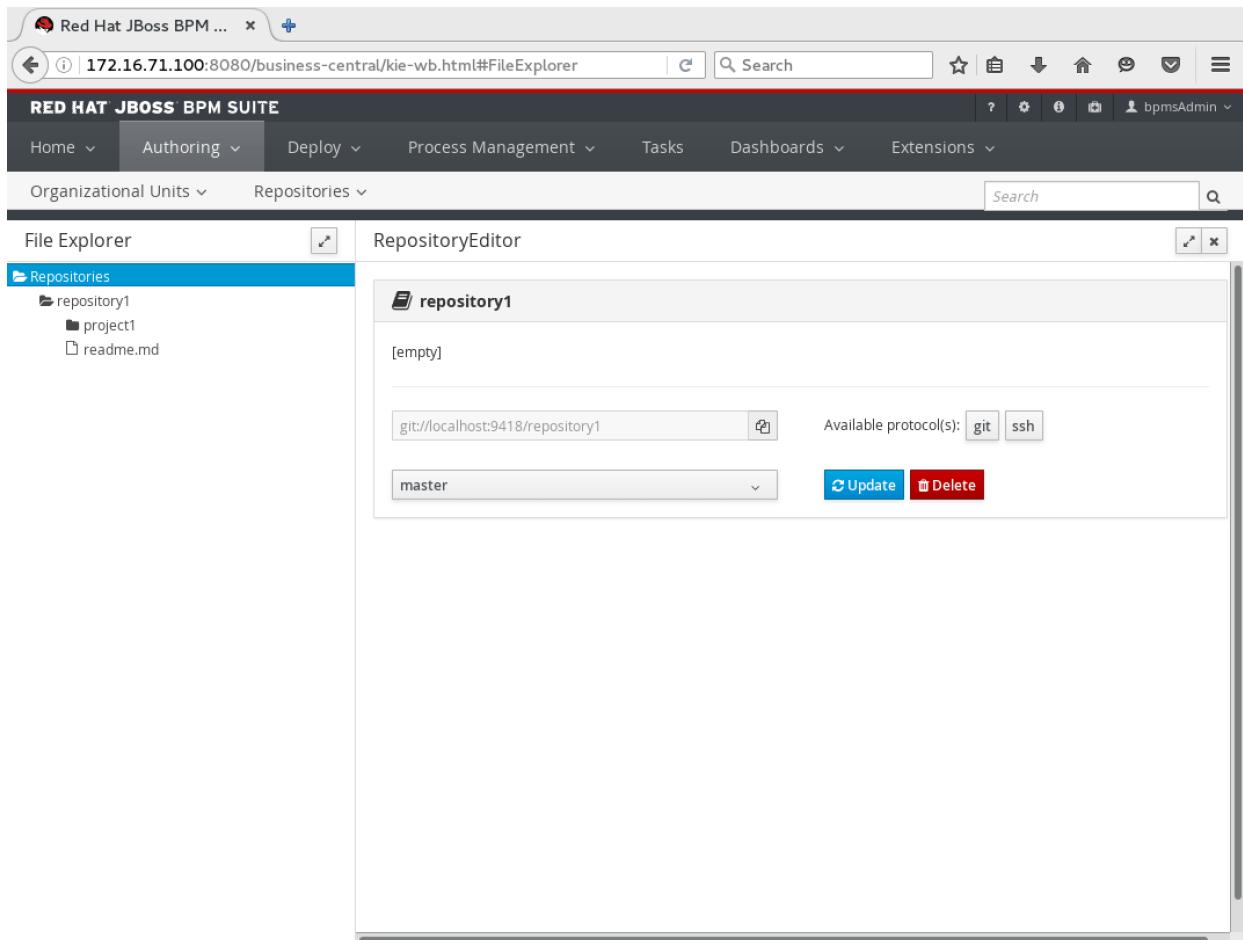 Red Hat JBoss BPM ...
172.16.71.100:8080/business-central/kie-wb.html#FileExplorer
Search
RED HAT JBOSS BPM SUITE
bpmsAdmin
Home Authoring Deploy Process Management Tasks Dashboards Extensions
Organizational Units Repositories
Search
File Explorer
Repositories
repository1
project1
readme.md
RepositoryEditor
repository1
[empty]
git://localhost:9418/repository1
Available protocol(s): git ssh
master
Update Delete